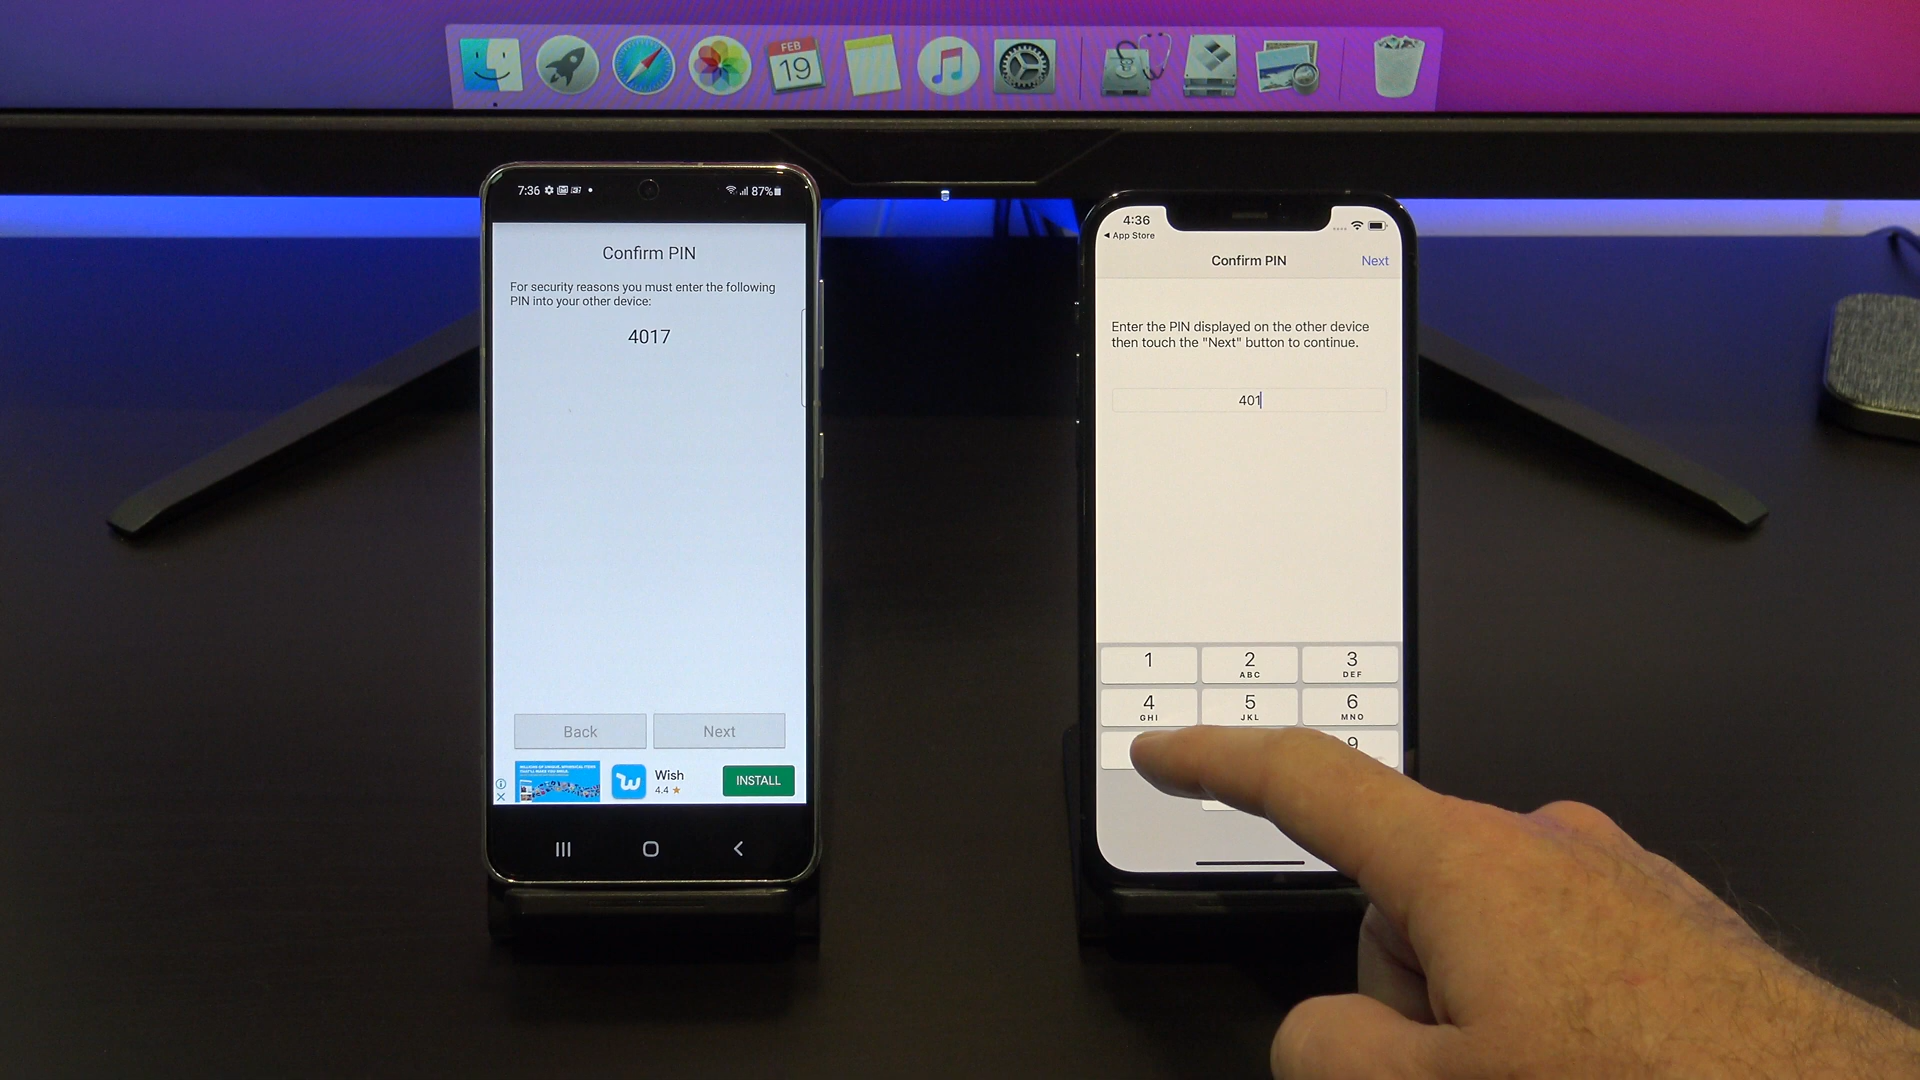 FEB
19
7:36
87%
Confirm PIN
For security reasons you must enter the following
PIN into your other device:
4017
Back
Next
Wish
4.4 ★
INSTALL
4:36
◀ App Store
Confirm PIN
Next
Enter the PIN displayed on the other device
then touch the "Next" button to continue.
401
1
2
ABC
3
DEF
4
GHI
5
JKL
6
MNO
9